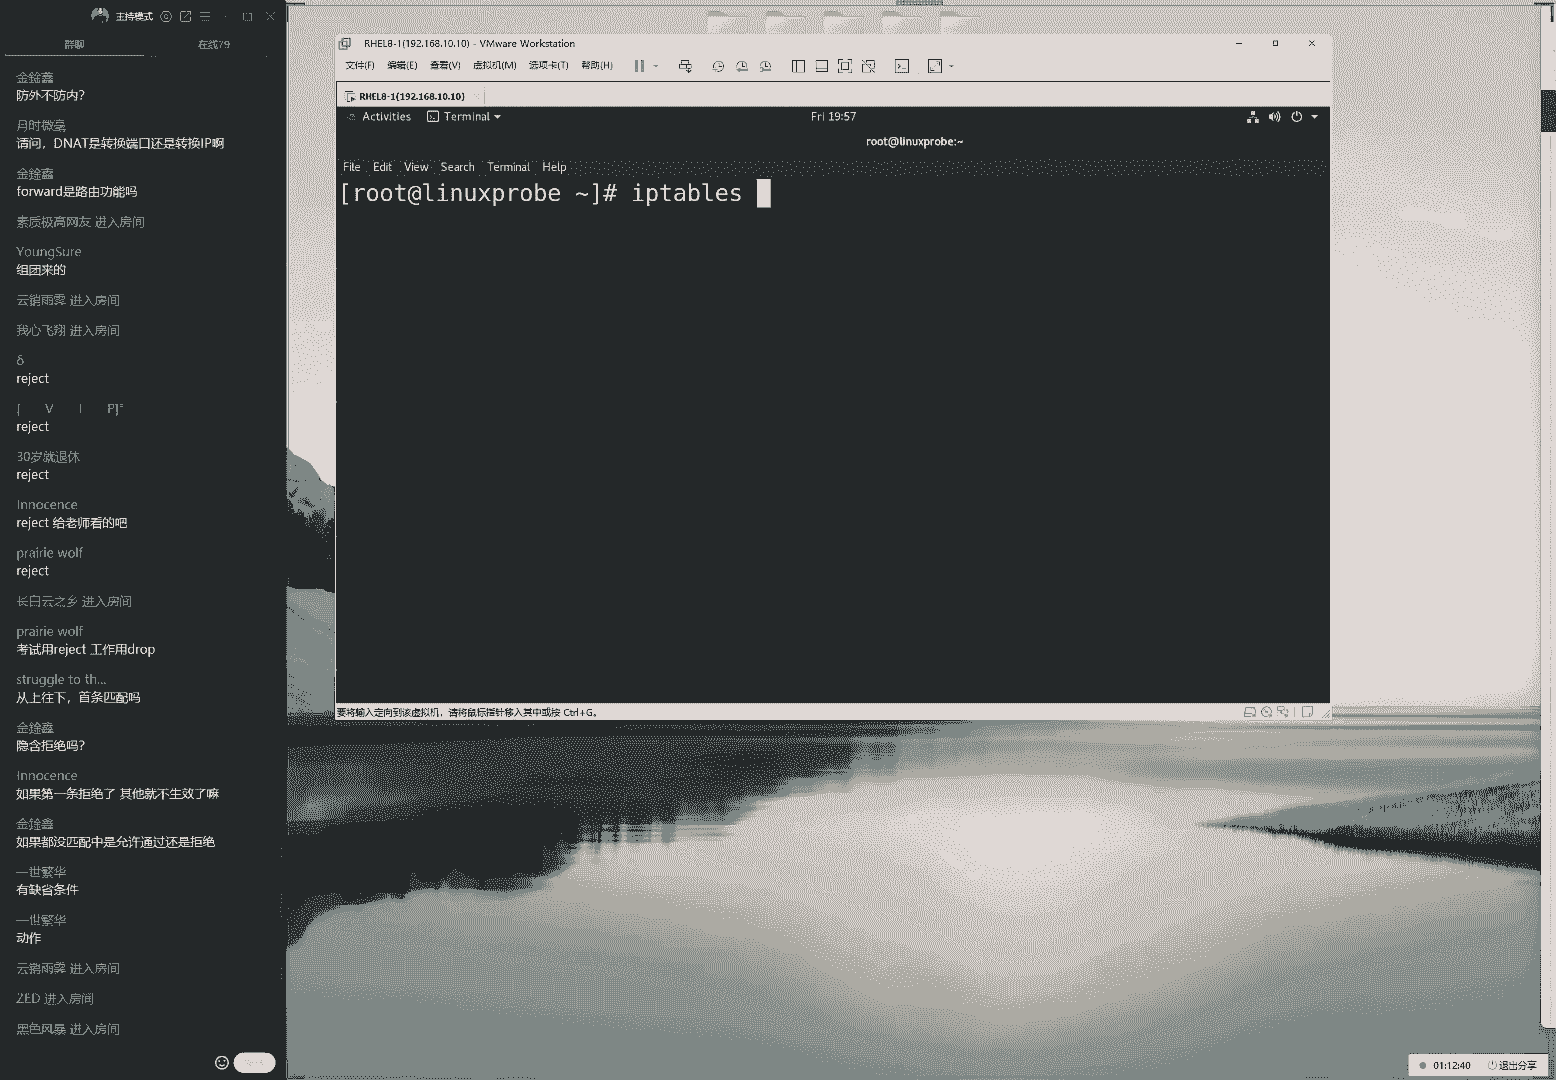 主持模式
群聊
在线79
金鍂鑫
防外不防内?
月时微毫
请问，DNAT是转换端口还是转换IP啊
金鍂鑫
forward是路由功能吗
素质极高网友 进入房间
YoungSure
组团来的
云销雨霁 进入房间
我心飞翔 进入房间
δ
reject
[ V I P]°
reject
30岁就退休
reject
Innocence
reject 给老师看的吧
prairie wolf
reject
长白云之乡 进入房间
prairie wolf
考试用reject 工作用drop
struggle to th...
从上往下，首条匹配吗
金鍂鑫
隐含拒绝吗?
Innocence
如果第一条拒绝了 其他就不生效了嘛
金鍂鑫
如果都没匹配中是允许通过还是拒绝
一世繁华
有缺省条件
一世繁华
动作
云销雨霁 进入房间
ZED 进入房间
黑色风暴 进入房间
RHEL8-1(192.168.10.10) - VMware Workstation
文件(F) 编辑(E) 查看(V) 虚拟机(M) 选项卡(T) 帮助(H)
RHEL8-1(192.168.10.10)
Activities Terminal Fri 19:57
root@linuxprobe:~
File Edit View Search Terminal Help
[root@linuxprobe ~]# iptables
要将输入定向到该虚拟机，请将鼠标指针移入其中或按 Ctrl+G。
01:12:40 退出分享